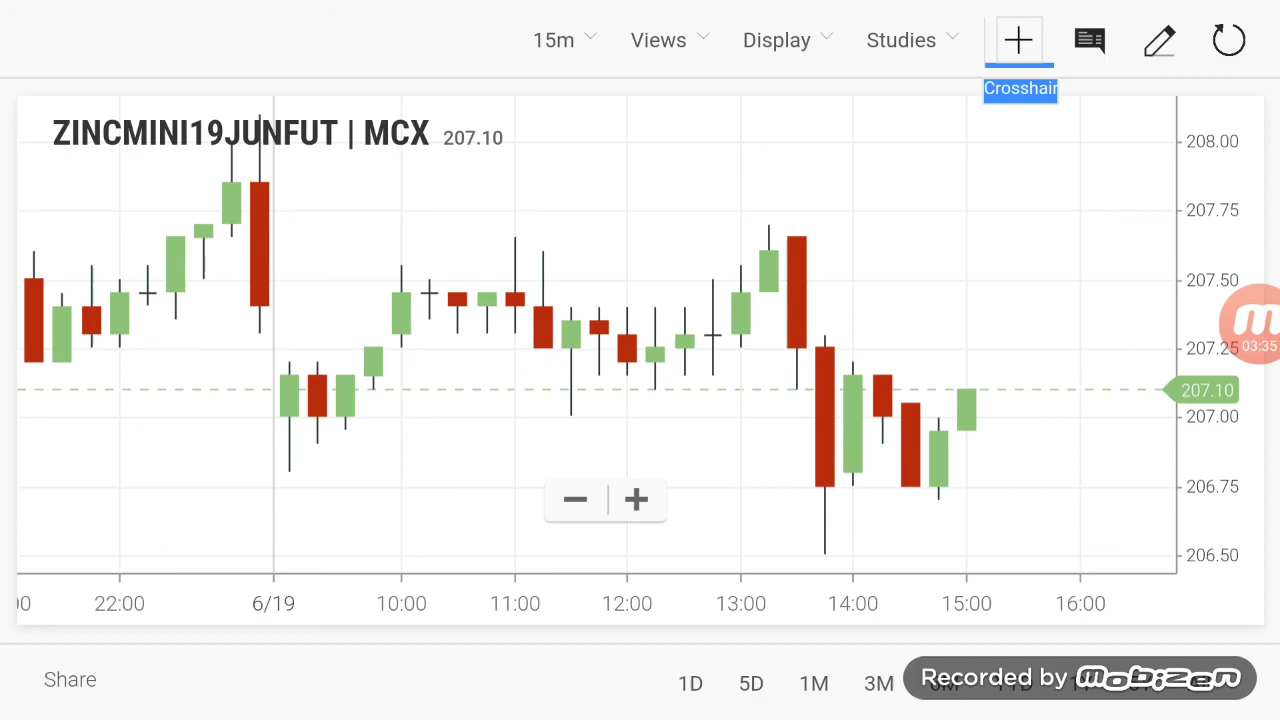 15m Views Display Studies
Crosshair
ZINCMINI19JUNFUT | MCX 207.10
208.00
207.75
207.50
03:35
207.25
207.10
207.00
206.75
206.50
00 22:00 6/19 10:00 11:00 12:00 13:00 14:00 15:00 16:00
Share
1D 5D 1M 3M
Recorded by mobizen